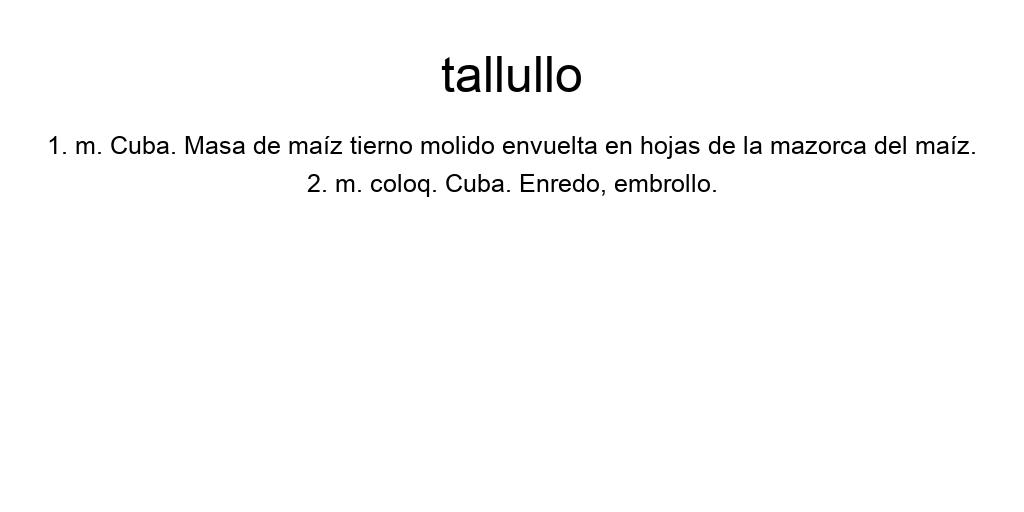 tallullo
1. m. Cuba. Masa de maíz tierno molido envuelta en hojas de la mazorca del maíz.
2. m. coloq. Cuba. Enredo, embrollo.